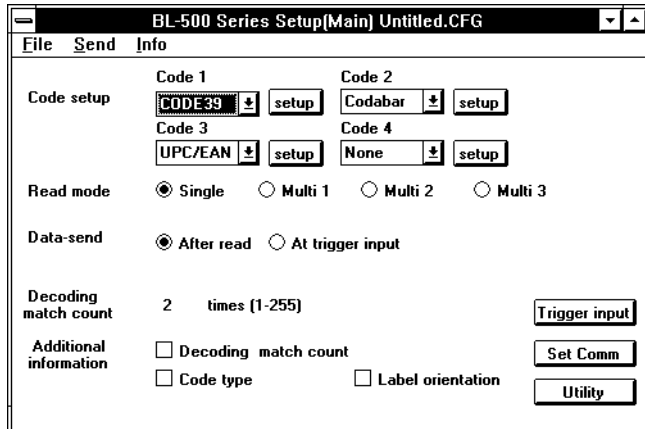 BL-500 Series Setup(Main) Untitled.CFG
File Send Info
Code 1 Code 2
Code setup CODE39 setup Codabar setup
Code 3 Code 4
UPC/EAN setup None setup
Read mode Single Multi 1 Multi 2 Multi 3
Data-send After read At trigger input
Decoding
match count 2 times (1-255) Trigger input
Additional
information Decoding match count Set Comm
Code type Label orientation Utility